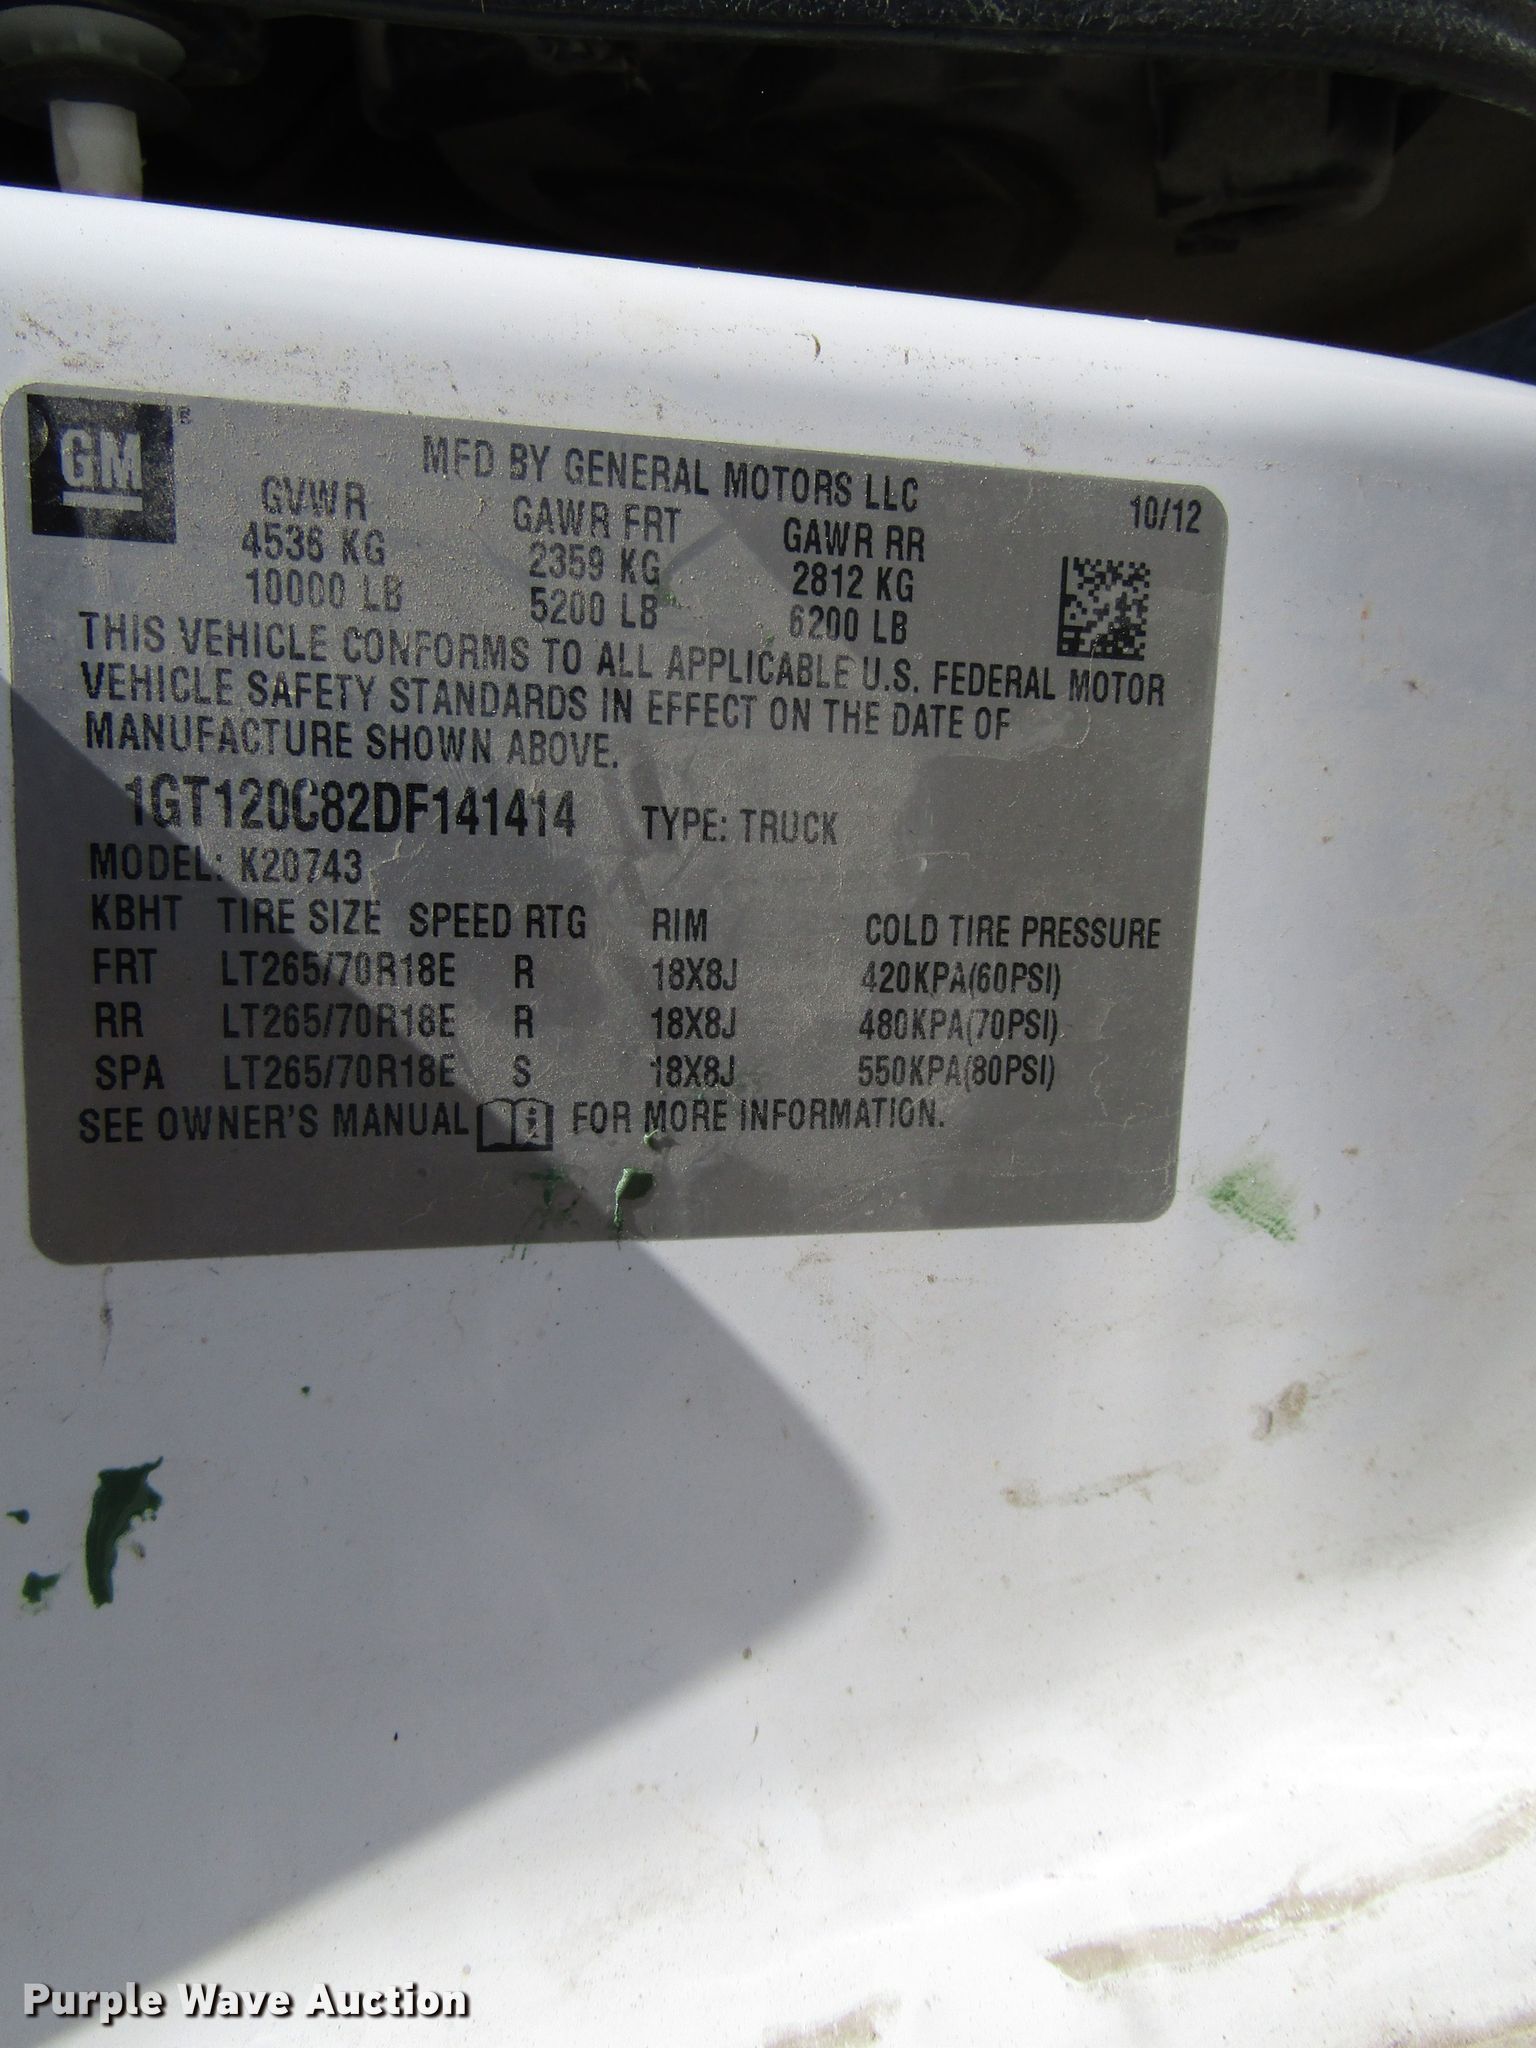 GM
MFD BY GENERAL MOTORS LLC
10/12
GVWR GAWR FRT GAWR RR
4536 KG 2359 KG 2812 KG
10000 LB 5200 LB 6200 LB
THIS VEHICLE CONFORMS TO ALL APPLICABLE U.S. FEDERAL MOTOR
VEHICLE SAFETY STANDARDS IN EFFECT ON THE DATE OF
MANUFACTURE SHOWN ABOVE.
1GT120C82DF141414 TYPE: TRUCK
MODEL: K20743
KBHT TIRE SIZE SPEED RTG RIM COLD TIRE PRESSURE
FRT LT265/70R18E R 18X8J 420KPA(60PSI)
RR LT265/70R18E R 18X8J 480KPA(70PSI)
SPA LT265/70R18E S 18X8J 550KPA(80PSI)
SEE OWNER'S MANUAL i FOR MORE INFORMATION.
Purple Wave Auction